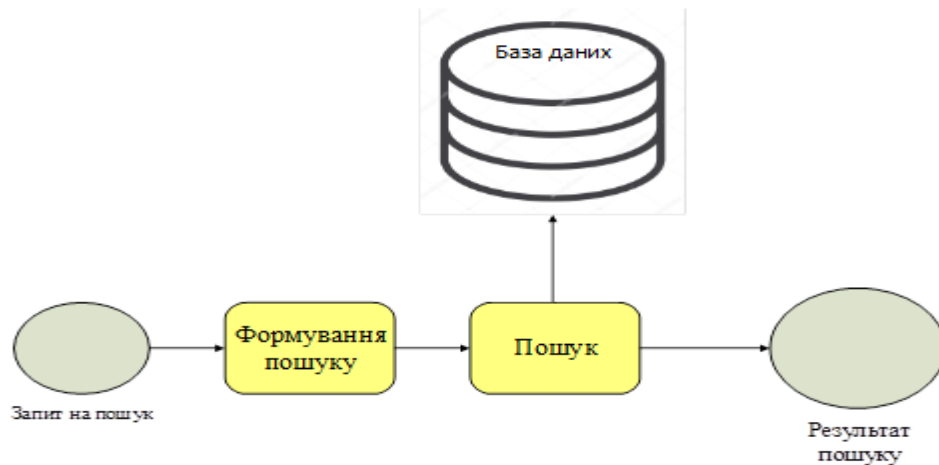 База даних
Формування
пошуку
Пошук
Запит на пошук
Результат
пошуку